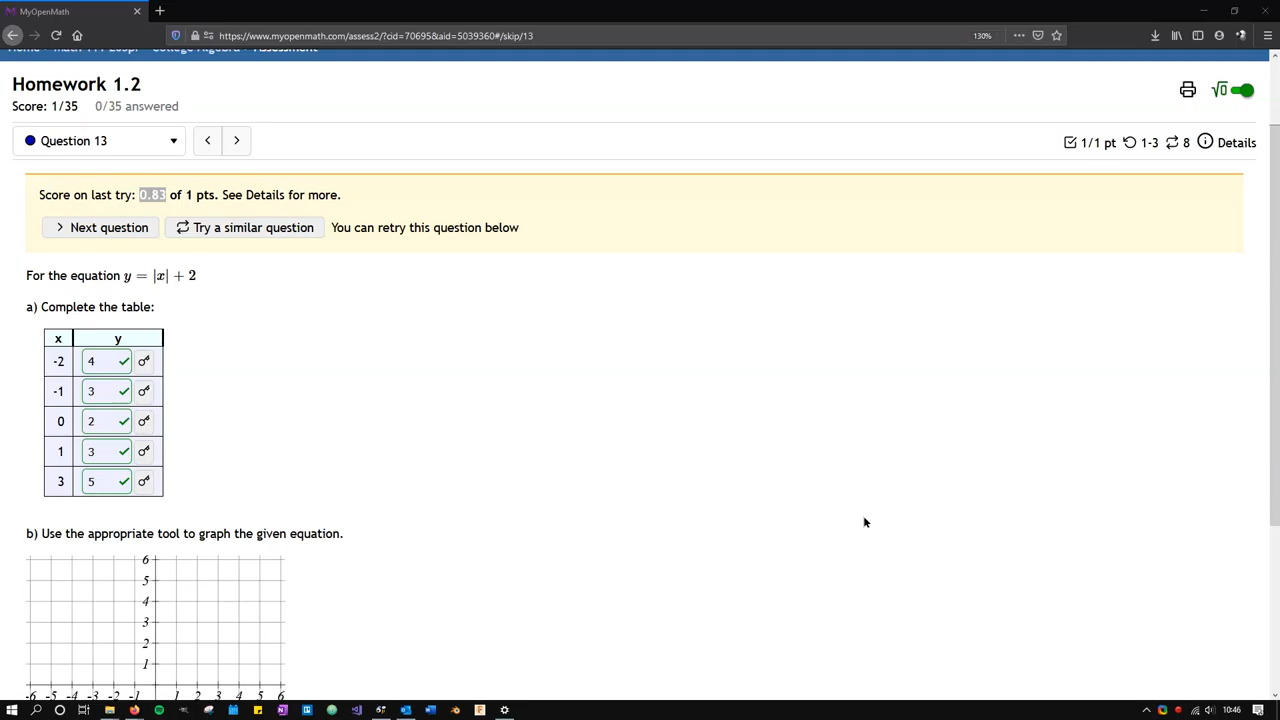 MyOpenMath
https://www.myopenmath.com/assess2/?cid=70695&aid=5039360#/skip/13
130%
Homework 1.2
Score: 1/35 0/35 answered
√0
Question 13
1/1 pt 1-3 8 Details
Score on last try: 0.83 of 1 pts. See Details for more.
Next question Try a similar question You can retry this question below
For the equation y = |x| + 2
a) Complete the table:
x y
-2 4
-1 3
0 2
1 3
3 5
b) Use the appropriate tool to graph the given equation.
6
5
4
3
2
1
-6 -5 -4 -3 -2 -1 1 2 3 4 5 6
10:46